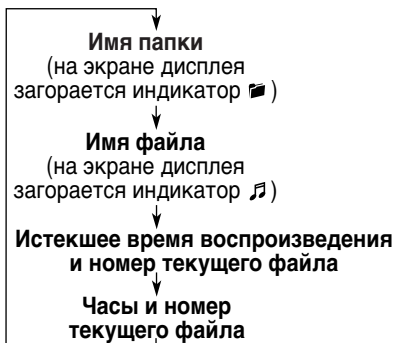 Имя папки
(на экране дисплея
загорается индикатор )
Имя файла
(на экране дисплея
загорается индикатор ♫)
Истекшее время воспроизведения
и номер текущего файла
Часы и номер
текущего файла